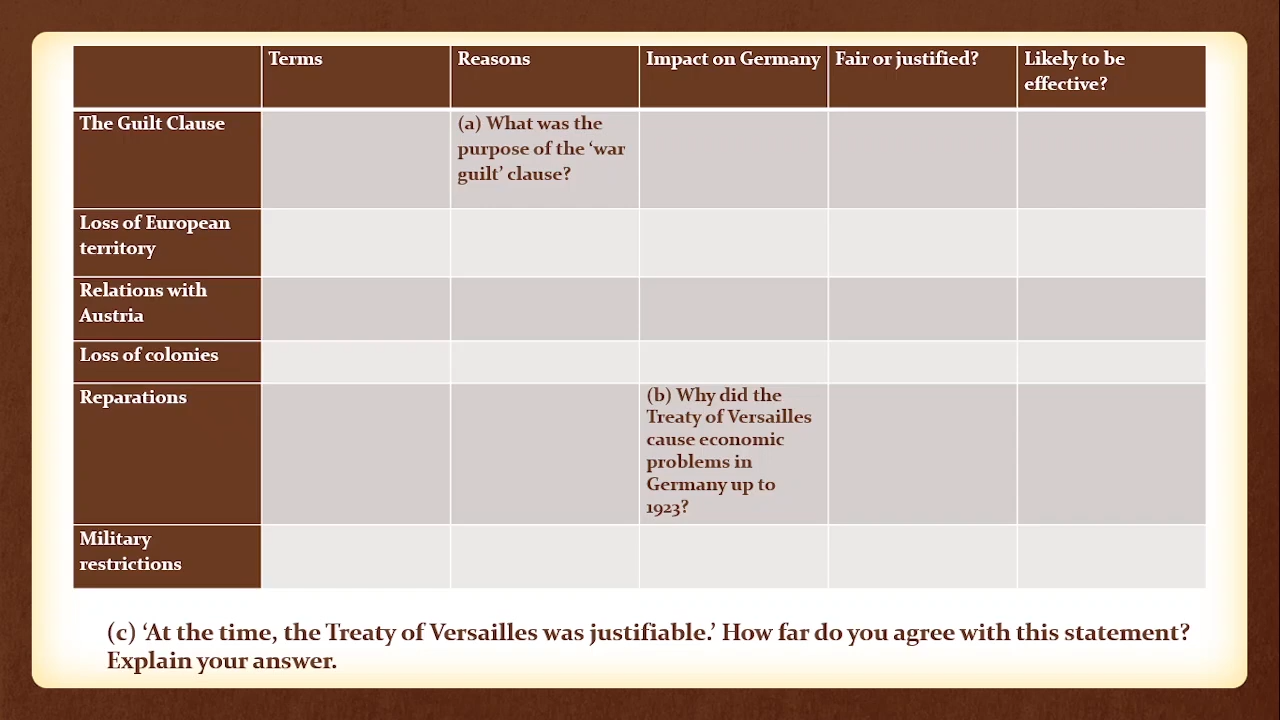 Terms
Reasons
Impact on Germany
Fair or justified?
Likely to be
effective?
The Guilt Clause
(a) What was the
purpose of the ‘war
guilt’ clause?
Loss of European
territory
Relations with
Austria
Loss of colonies
Reparations
(b) Why did the
Treaty of Versailles
cause economic
problems in
Germany up to
1923?
Military
restrictions
(c) ‘At the time, the Treaty of Versailles was justifiable.’ How far do you agree with this statement?
Explain your answer.